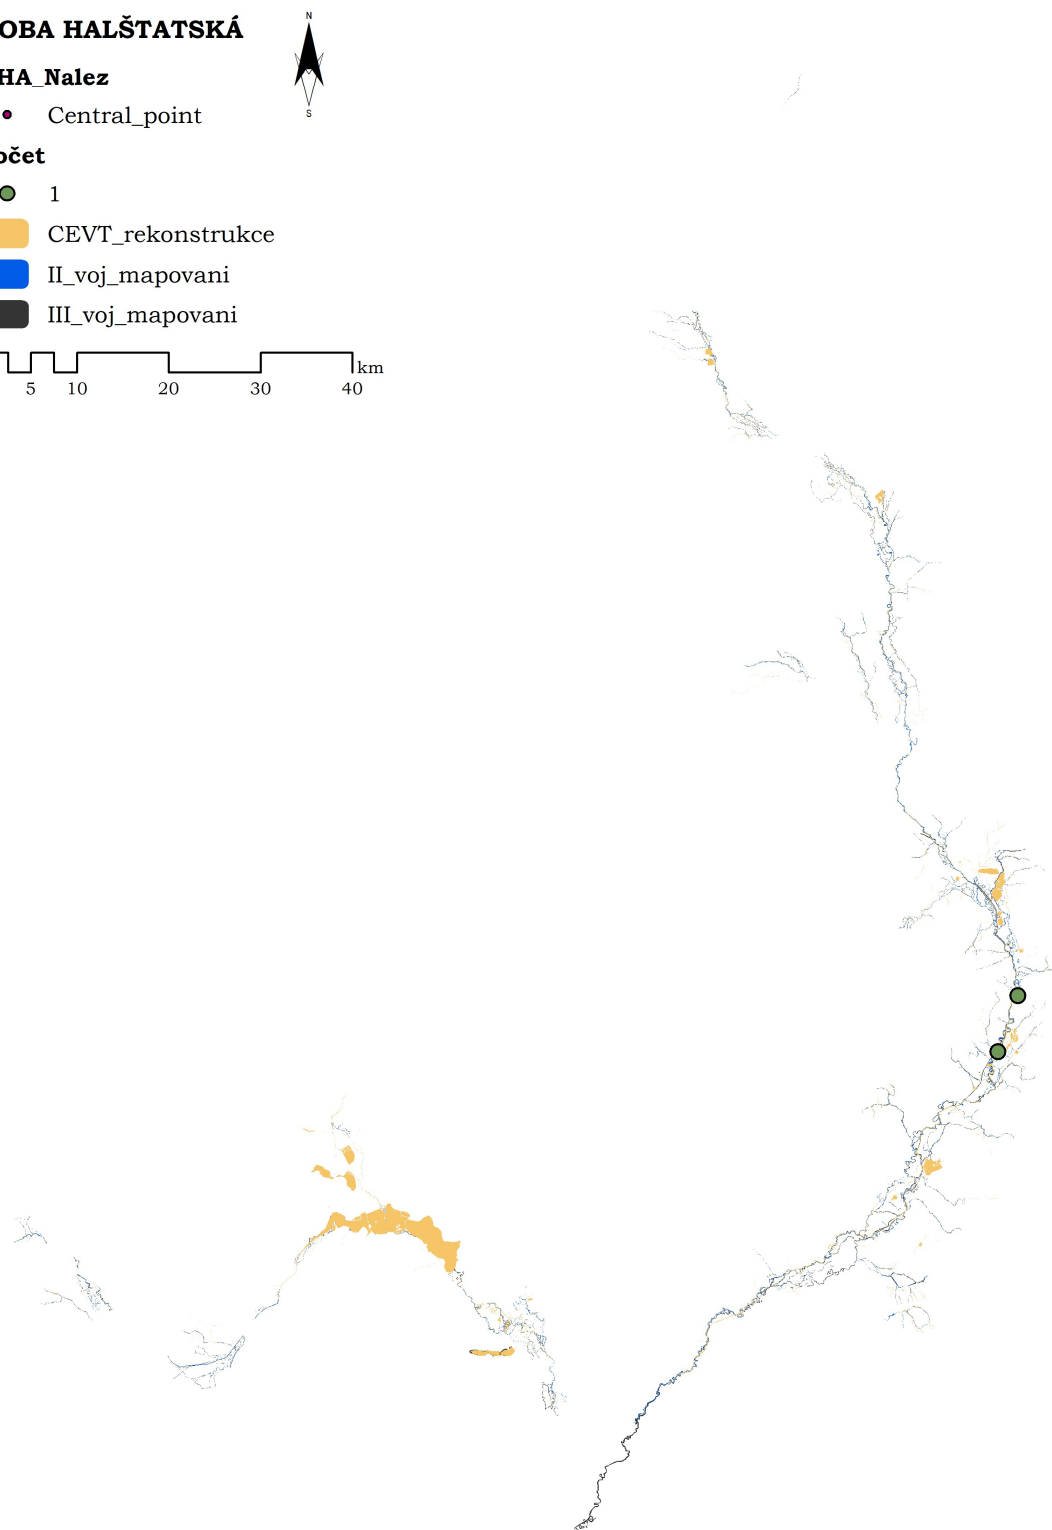 OBA HALŠTATSKÁ
N
HA_Nalez
Central_point
S
očet
1
CEVT_rekonstrukce
II_voj_mapovani
III_voj_mapovani
km
5 10 20 30 40